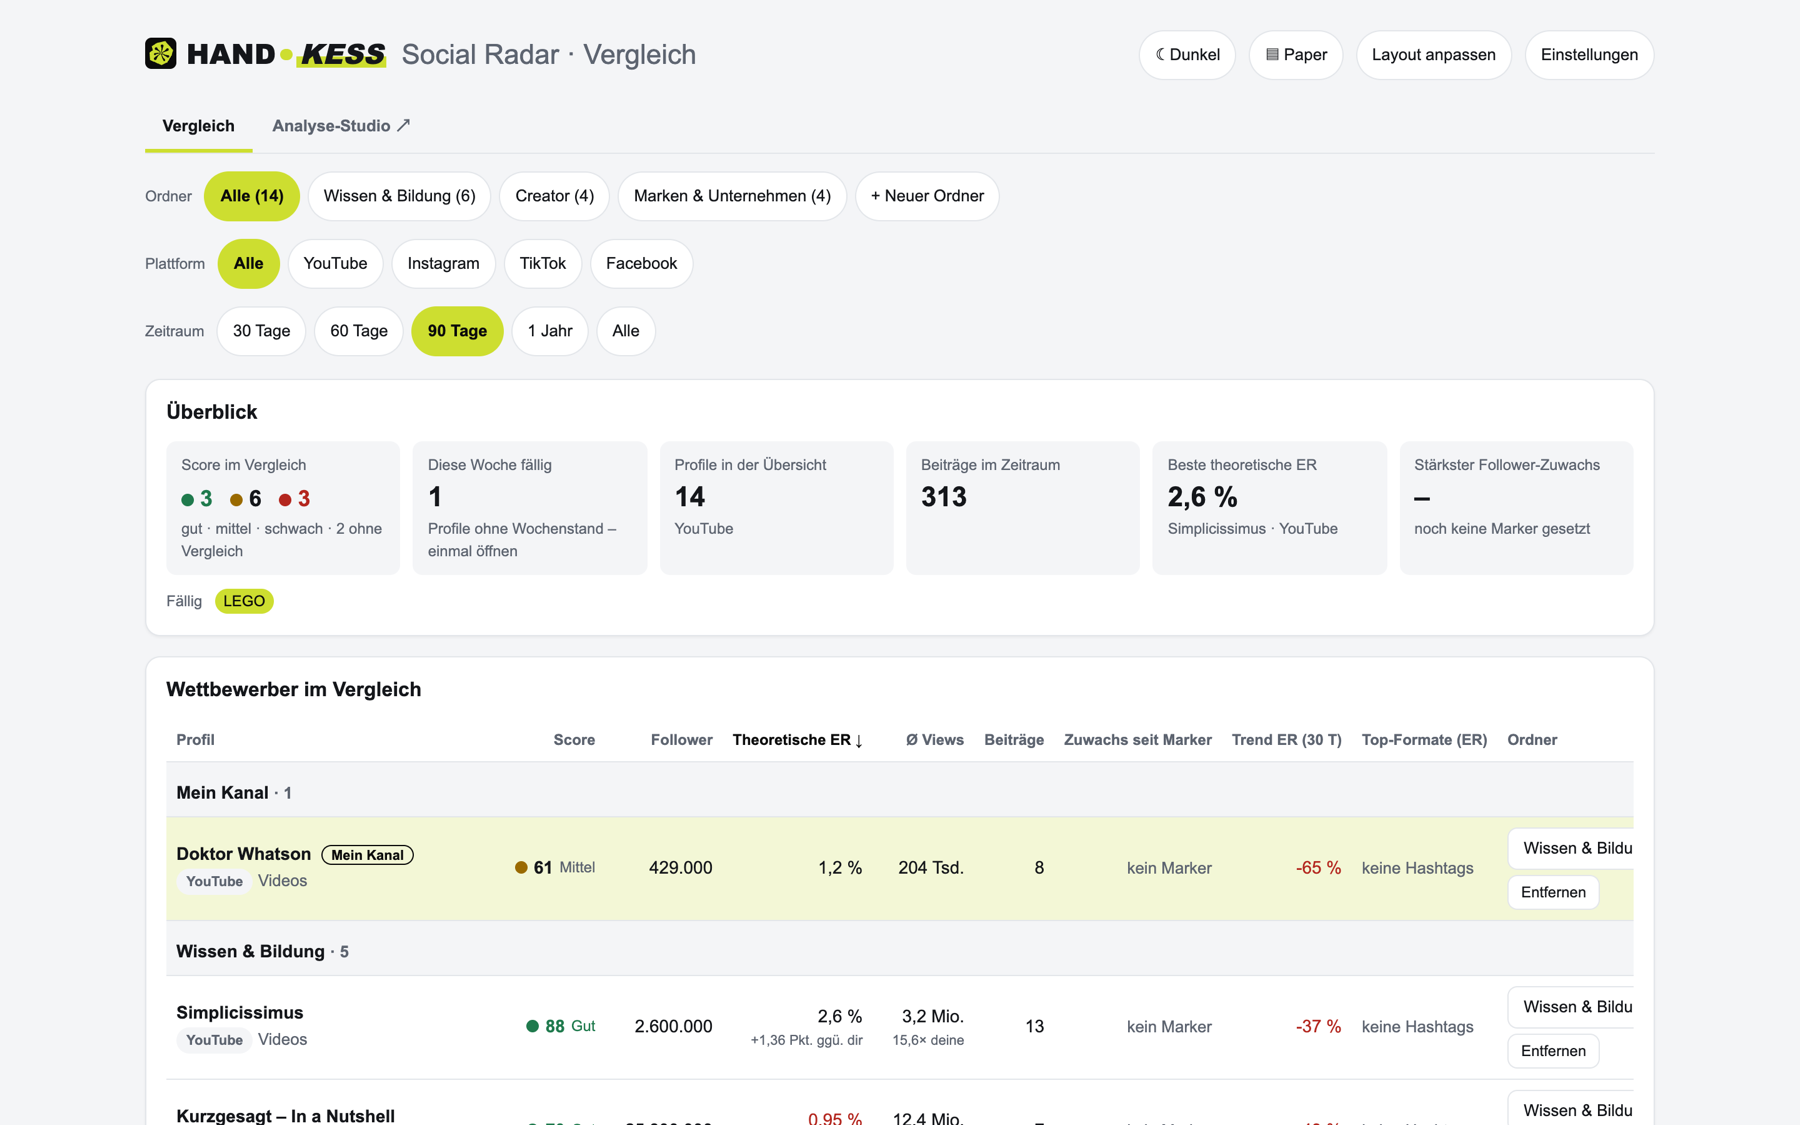 HAND KESS Social Radar · Vergleich
Dunkel
Paper
Layout anpassen
Einstellungen
Vergleich
Analyse-Studio ↗
Ordner
Alle (14)
Wissen & Bildung (6)
Creator (4)
Marken & Unternehmen (4)
+ Neuer Ordner
Plattform
Alle
YouTube
Instagram
TikTok
Facebook
Zeitraum
30 Tage
60 Tage
90 Tage
1 Jahr
Alle
Überblick
Score im Vergleich
3 6 3
gut · mittel · schwach · 2 ohne
Vergleich
Diese Woche fällig
1
Profile ohne Wochenstand –
einmal öffnen
Profile in der Übersicht
14
YouTube
Beiträge im Zeitraum
313
Beste theoretische ER
2,6 %
Simplicissimus · YouTube
Stärkster Follower-Zuwachs
–
noch keine Marker gesetzt
Fällig LEGO
Wettbewerber im Vergleich
Profil Score Follower Theoretische ER ↓ Ø Views Beiträge Zuwachs seit Marker Trend ER (30 T) Top-Formate (ER) Ordner
Mein Kanal · 1
Doktor Whatson Mein Kanal
YouTube Videos
61 Mittel
429.000
1,2 %
204 Tsd.
8
kein Marker
-65 %
keine Hashtags
Wissen & Bildu
Entfernen
Wissen & Bildung · 5
Simplicissimus
YouTube Videos
88 Gut
2.600.000
2,6 %
+1,36 Pkt. ggü. dir
3,2 Mio.
15,6× deine
13
kein Marker
-37 %
keine Hashtags
Wissen & Bildu
Entfernen
Kurzgesagt – In a Nutshell
0,95 %
12,4 Mio.
Wissen & Bildu